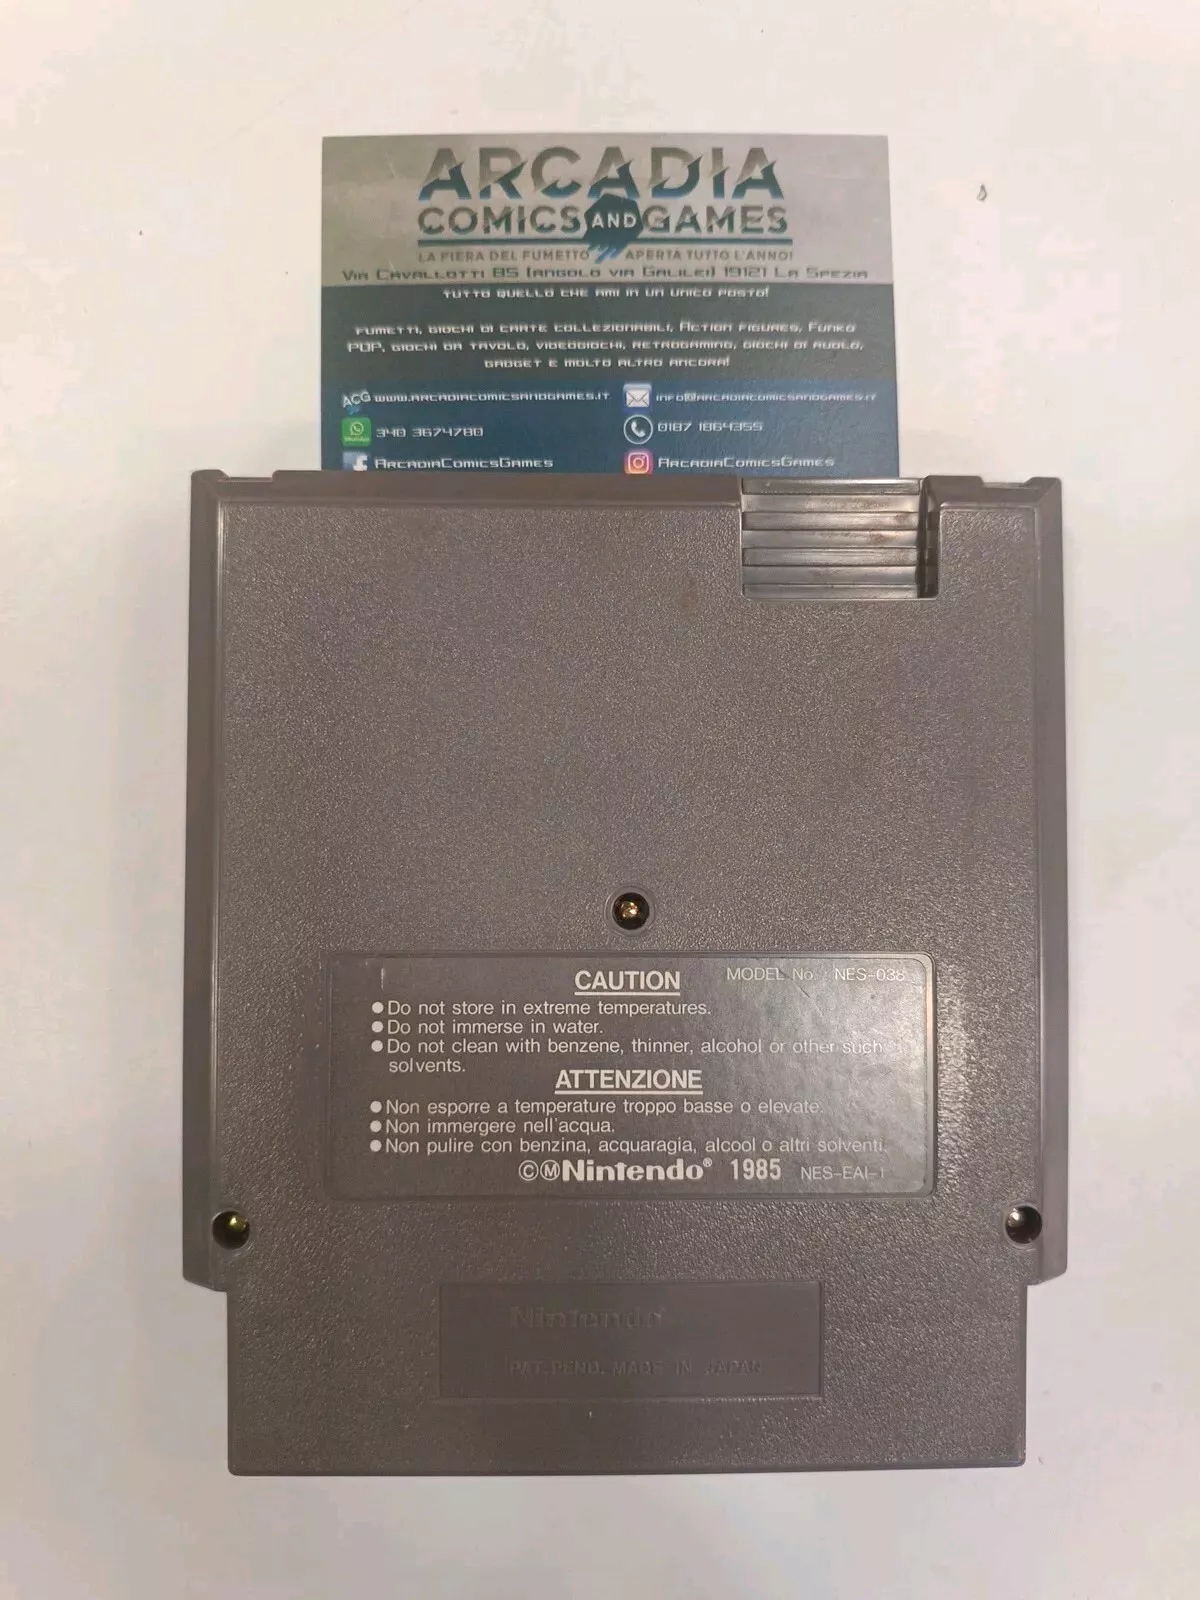 ARCADIA
COMICS AND GAMES
LA FIERA DEL FUMETTO APERTA TUTTO L'ANNO!
Via Cavallotti 85 (angolo via Galilei) 19121 La Spezia
tutto quello che ami in un unico posto!
fumetti, giochi di carte collezionabili, Action figures, Funko
POP, giochi da tavolo, videogiochi, retrogaming, giochi di ruolo,
gadget e molto altro ancora!
ACG www.arcadiacomicsandgames.it info@arcadiacomicsandgames.it
340 3674780 0187 1864355
ArcadiaComicsGames ArcadiaComicsGames
CAUTION MODEL No.: NES-038
●Do not store in extreme temperatures.
●Do not immerse in water.
●Do not clean with benzene, thinner, alcohol or other such
solvents.
ATTENZIONE
●Non esporre a temperature troppo basse o elevate.
●Non immergere nell'acqua.
●Non pulire con benzina, acquaragia, alcool o altri solventi.
©ⓂNintendo® 1985 NES-EAI-1
Nintendo®
PAT. PEND. MADE IN JAPAN